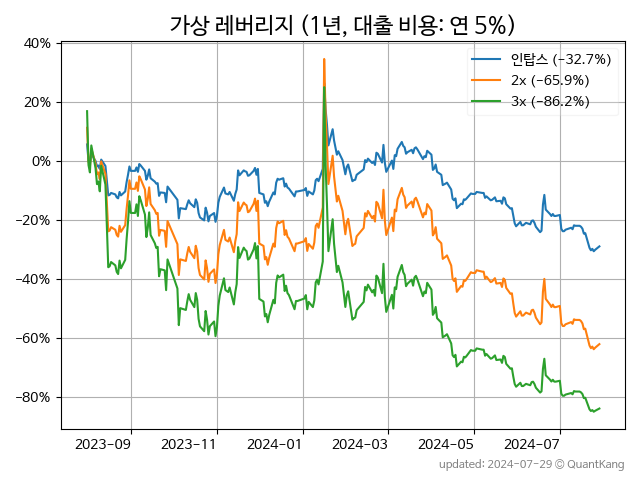 가상 레버리지 (1년, 대출 비용: 연 5%)
인탑스 (−32.7%)
2x (−65.9%)
3x (−86.2%)
40%
20%
0%
−20%
−40%
−60%
−80%
2023-09
2023-11
2024-01
2024-03
2024-05
2024-07
updated: 2024-07-29 © QuantKang